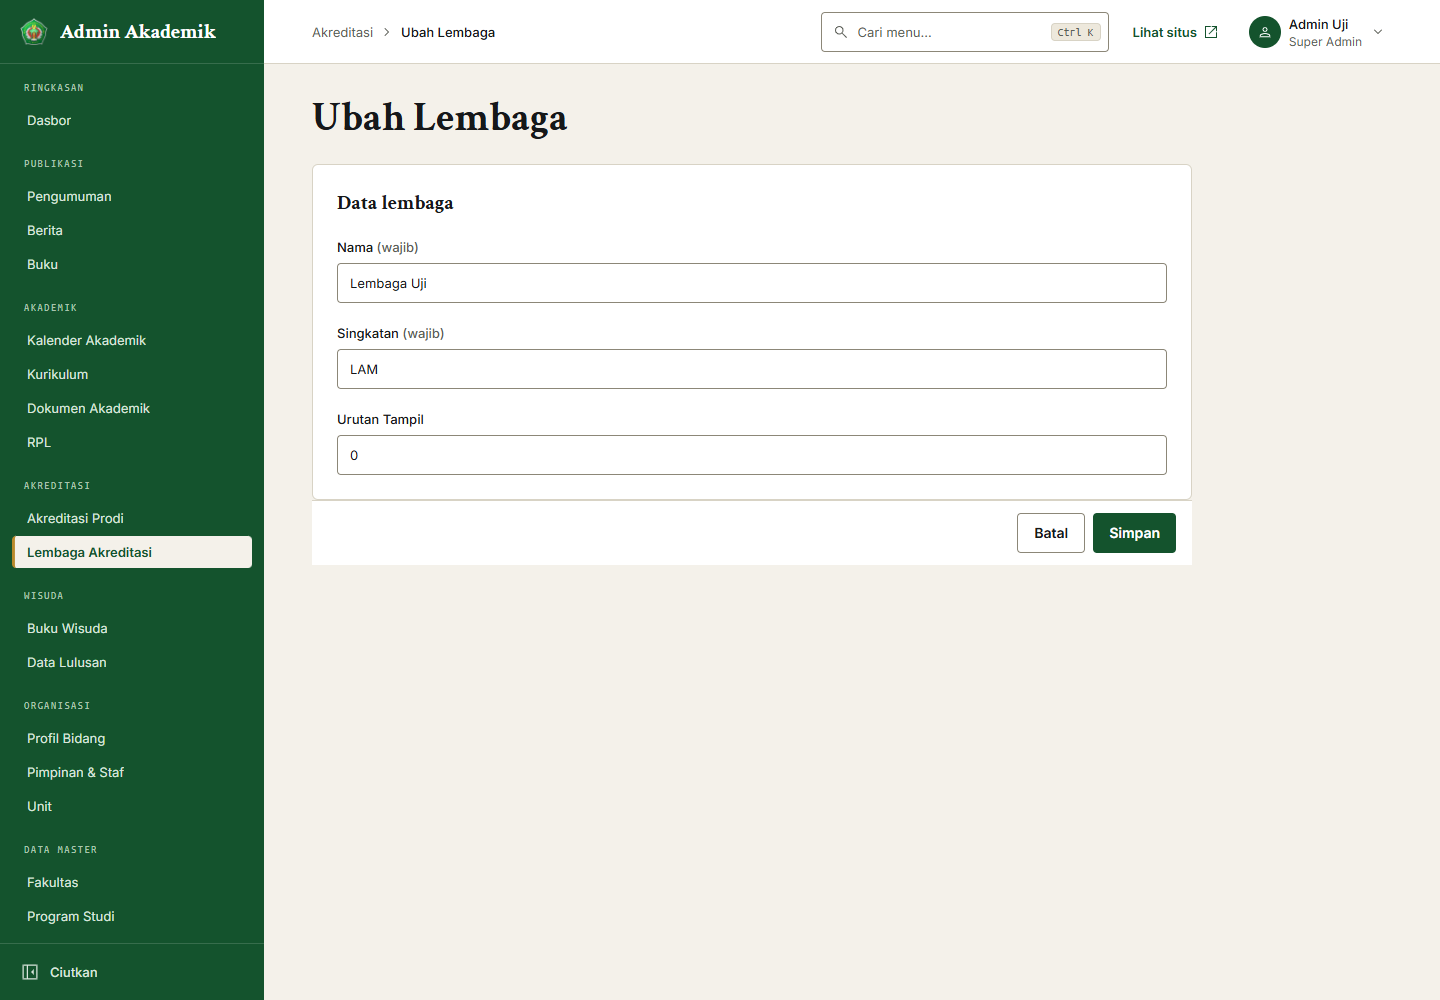 Admin Akademik
RINGKASAN
Dasbor
PUBLIKASI
Pengumuman
Berita
Buku
AKADEMIK
Kalender Akademik
Kurikulum
Dokumen Akademik
RPL
AKREDITASI
Akreditasi Prodi
Lembaga Akreditasi
WISUDA
Buku Wisuda
Data Lulusan
ORGANISASI
Profil Bidang
Pimpinan & Staf
Unit
DATA MASTER
Fakultas
Program Studi
Ciutkan
Akreditasi > Ubah Lembaga
Cari menu... Ctrl K
Lihat situs
Admin Uji
Super Admin
Ubah Lembaga
Data lembaga
Nama (wajib)
Lembaga Uji
Singkatan (wajib)
LAM
Urutan Tampil
0
Batal
Simpan